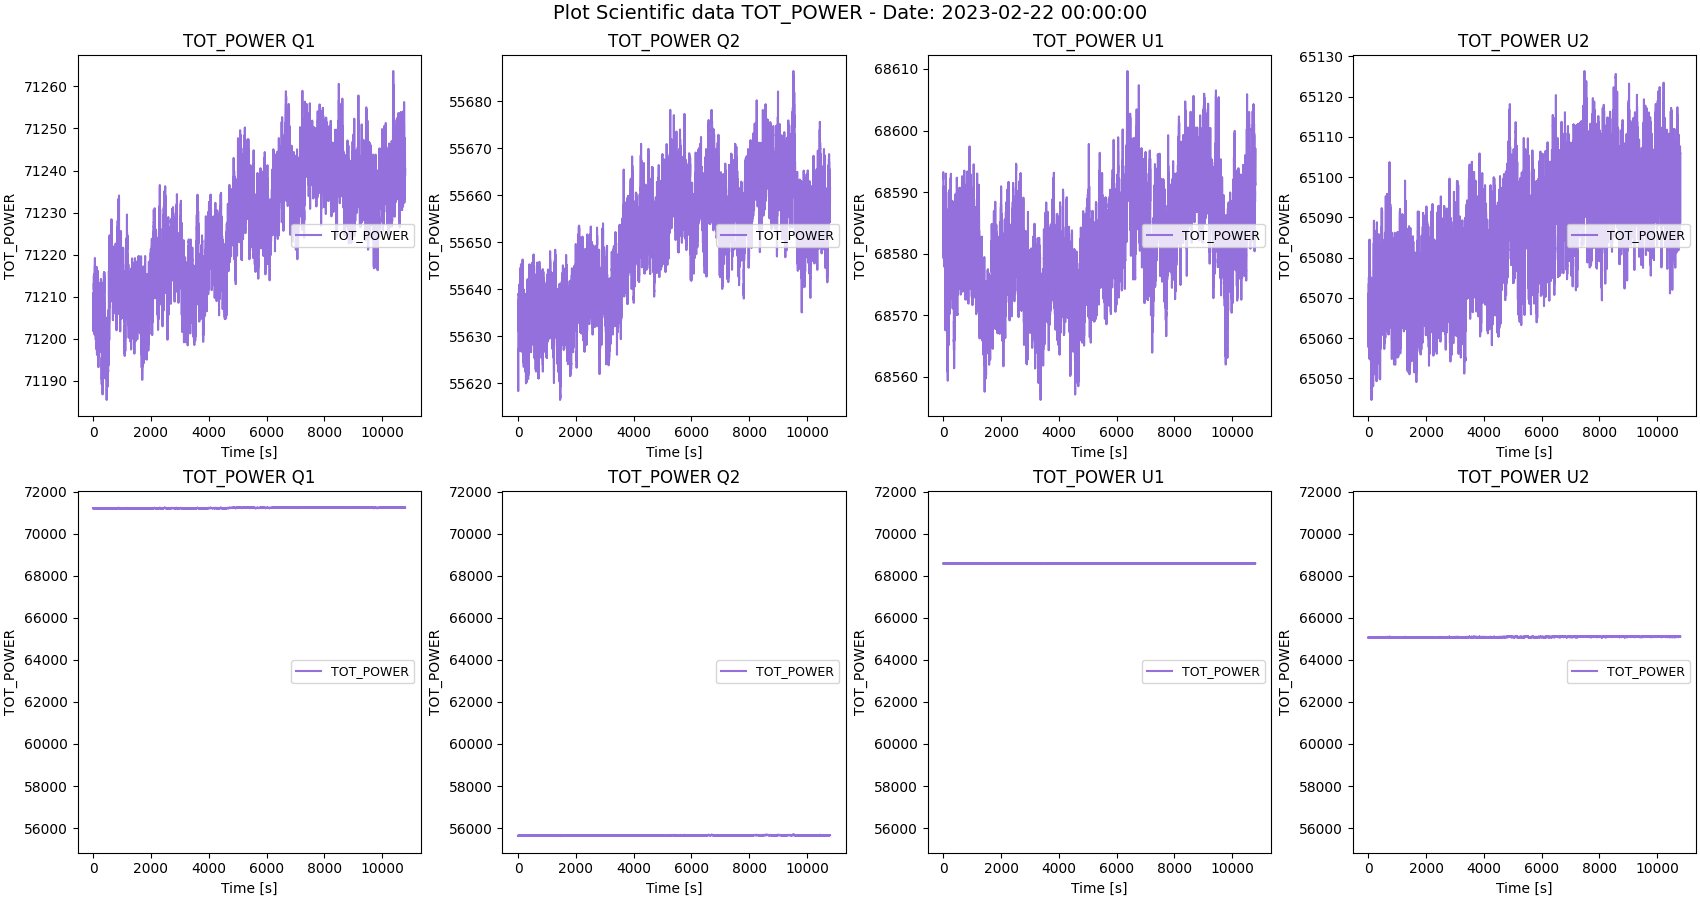 Plot Scientific data TOT_POWER - Date: 2023-02-22 00:00:00
TOT_POWER Q1
TOT_POWER
71260
71250
71240
71230
71220
71210
71200
71190
TOT_POWER
0 2000 4000 6000 8000 10000
Time [s]
TOT_POWER Q2
TOT_POWER
55680
55670
55660
55650
55640
55630
55620
TOT_POWER
0 2000 4000 6000 8000 10000
Time [s]
TOT_POWER U1
TOT_POWER
68610
68600
68590
68580
68570
68560
TOT_POWER
0 2000 4000 6000 8000 10000
Time [s]
TOT_POWER U2
TOT_POWER
65130
65120
65110
65100
65090
65080
65070
65060
65050
TOT_POWER
0 2000 4000 6000 8000 10000
Time [s]
TOT_POWER Q1
TOT_POWER
72000
70000
68000
66000
64000
62000
60000
58000
56000
TOT_POWER
0 2000 4000 6000 8000 10000
Time [s]
TOT_POWER Q2
TOT_POWER
72000
70000
68000
66000
64000
62000
60000
58000
56000
TOT_POWER
0 2000 4000 6000 8000 10000
Time [s]
TOT_POWER U1
TOT_POWER
72000
70000
68000
66000
64000
62000
60000
58000
56000
TOT_POWER
0 2000 4000 6000 8000 10000
Time [s]
TOT_POWER U2
TOT_POWER
72000
70000
68000
66000
64000
62000
60000
58000
56000
TOT_POWER
0 2000 4000 6000 8000 10000
Time [s]